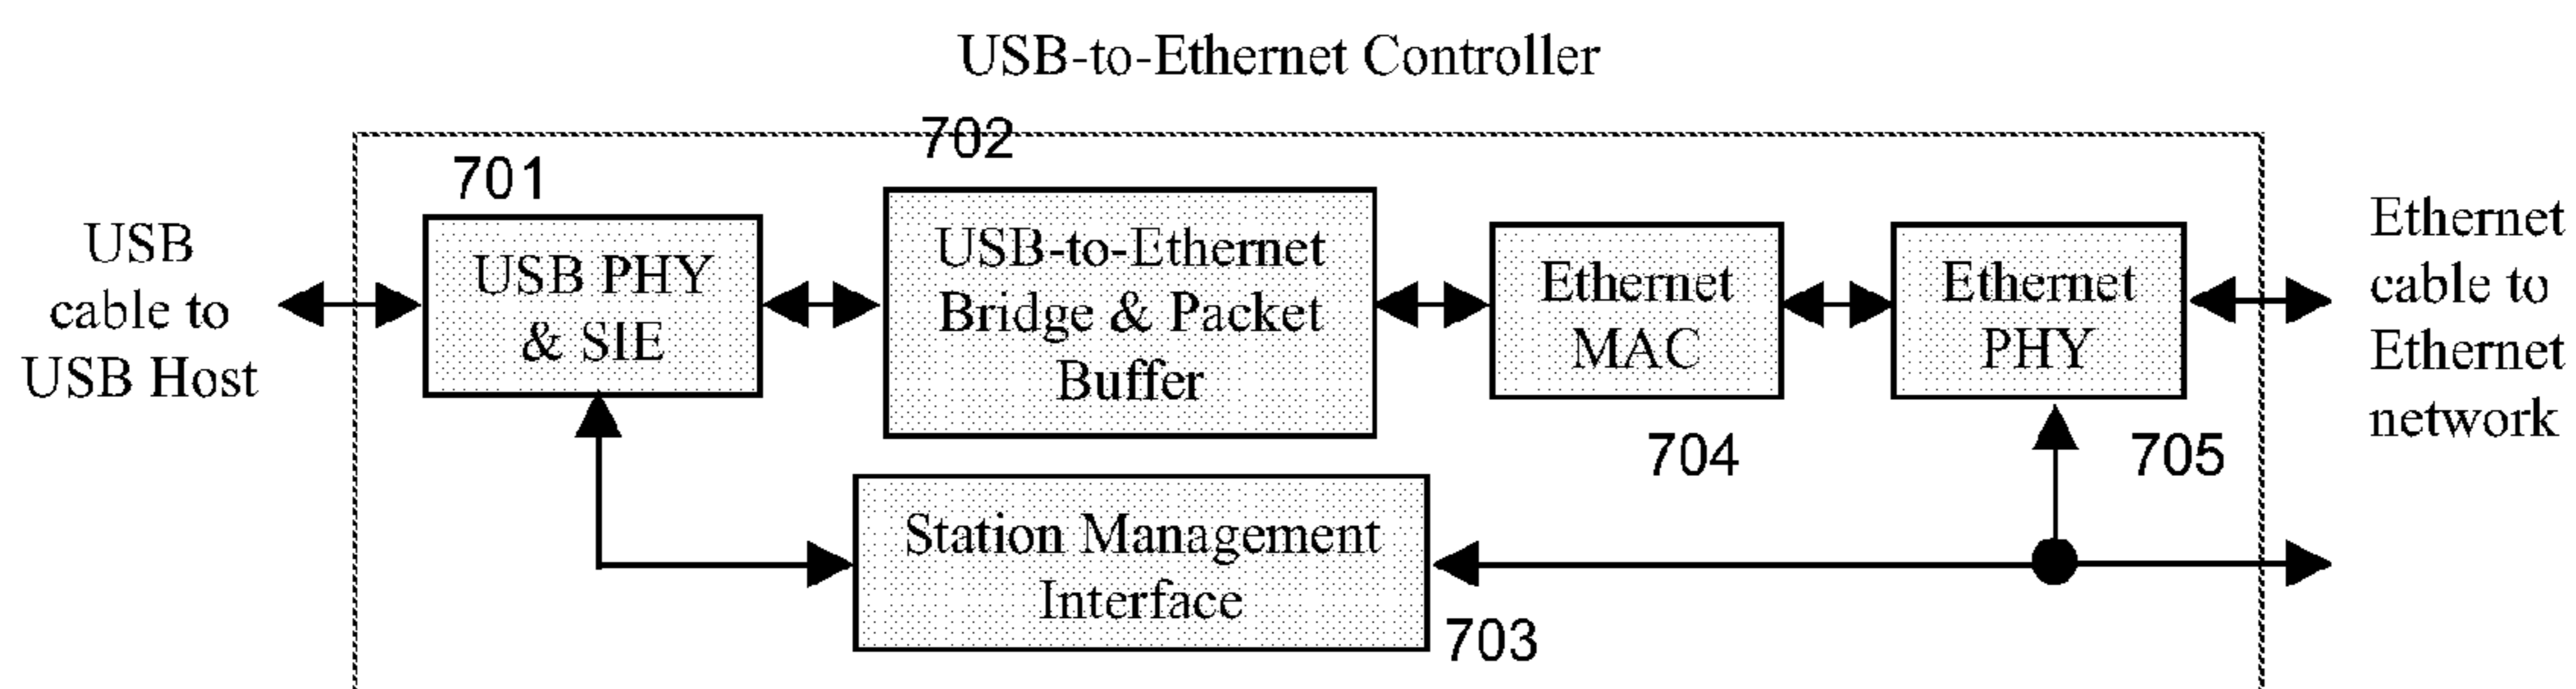 USB-to-Ethernet Controller
702
701
USB
cable to
USB Host
USB PHY
& SIE
USB-to-Ethernet
Bridge & Packet
Buffer
Ethernet
MAC
Ethernet
PHY
Ethernet
cable to
Ethernet
network
704
705
Station Management
Interface
703